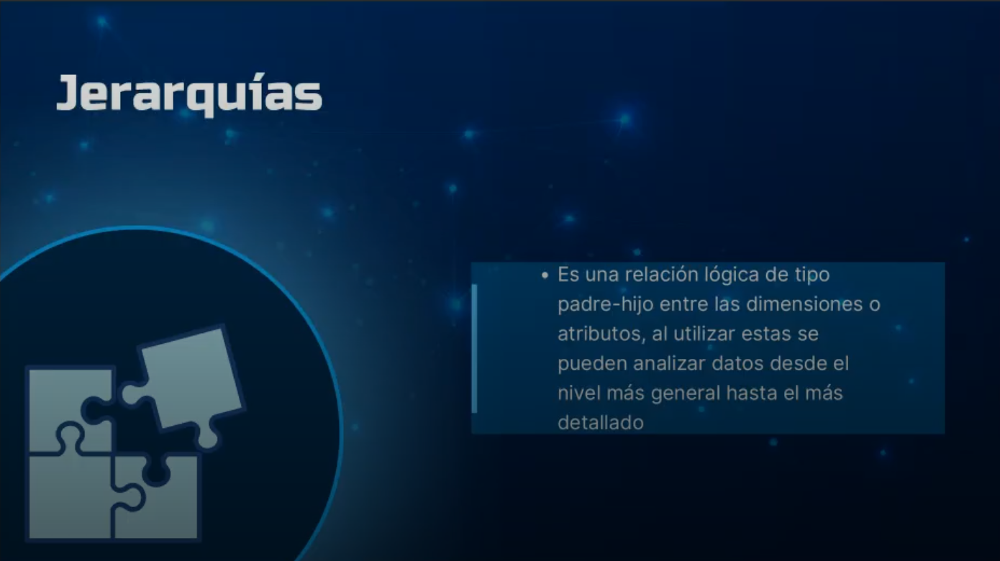 Jerarquías
• Es una relación lógica de tipo
padre-hijo entre las dimensiones o
atributos, al utilizar estas se
pueden analizar datos desde el
nivel más general hasta el más
detallado